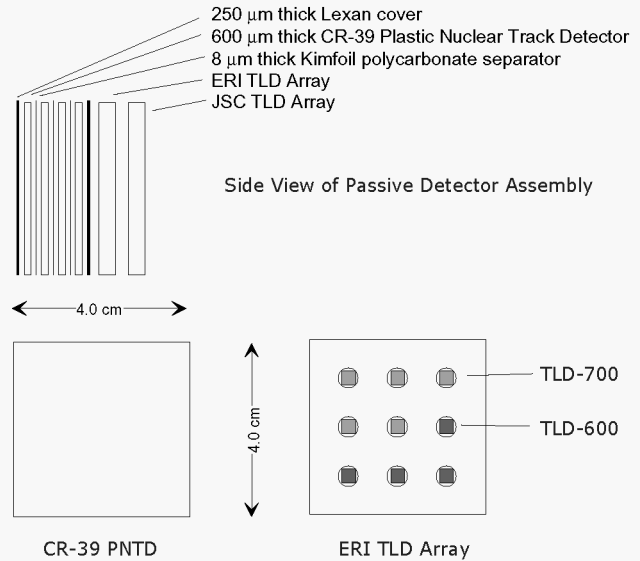 250 μm thick Lexan cover
600 μm thick CR-39 Plastic Nuclear Track Detector
8 μm thick Kimfoil polycarbonate separator
ERI TLD Array
JSC TLD Array
Side View of Passive Detector Assembly
4.0 cm
4.0 cm
TLD-700
TLD-600
CR-39 PNTD
ERI TLD Array